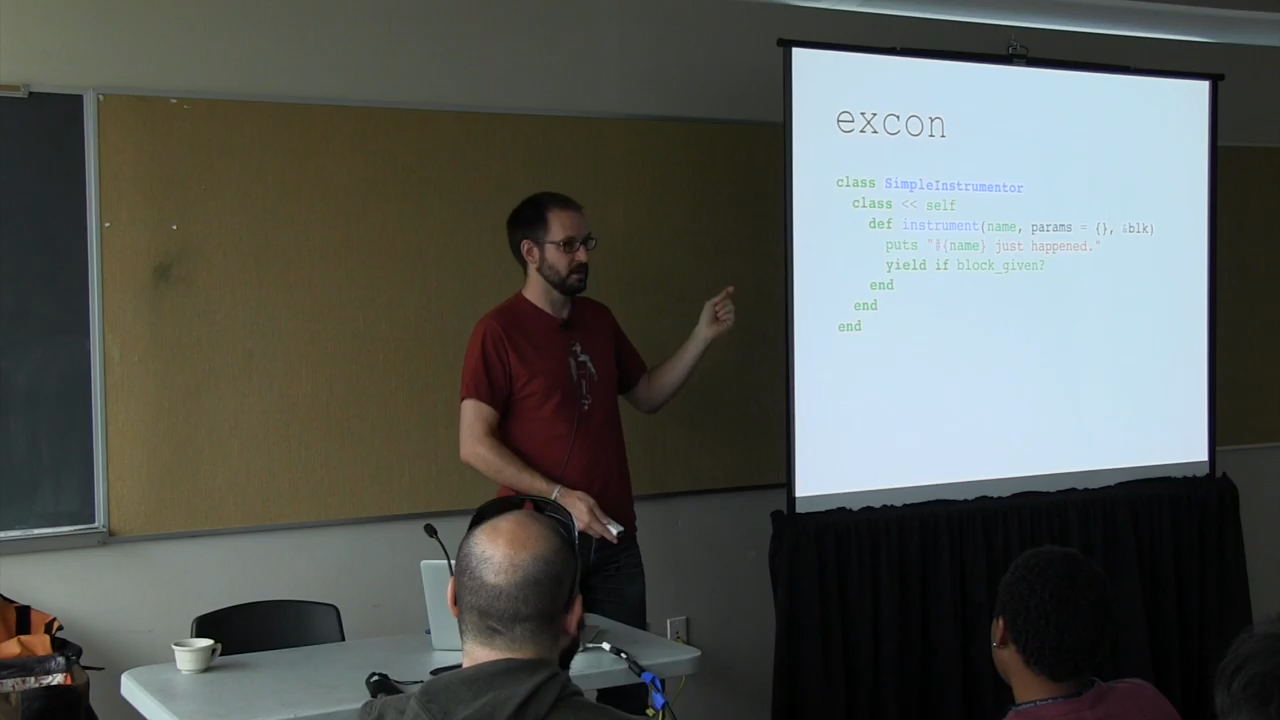 excon
class SimpleInstrumentor
class << self
def instrument(name, params = {}, &blk)
puts "#{name} just happened."
yield if block_given?
end
end
end